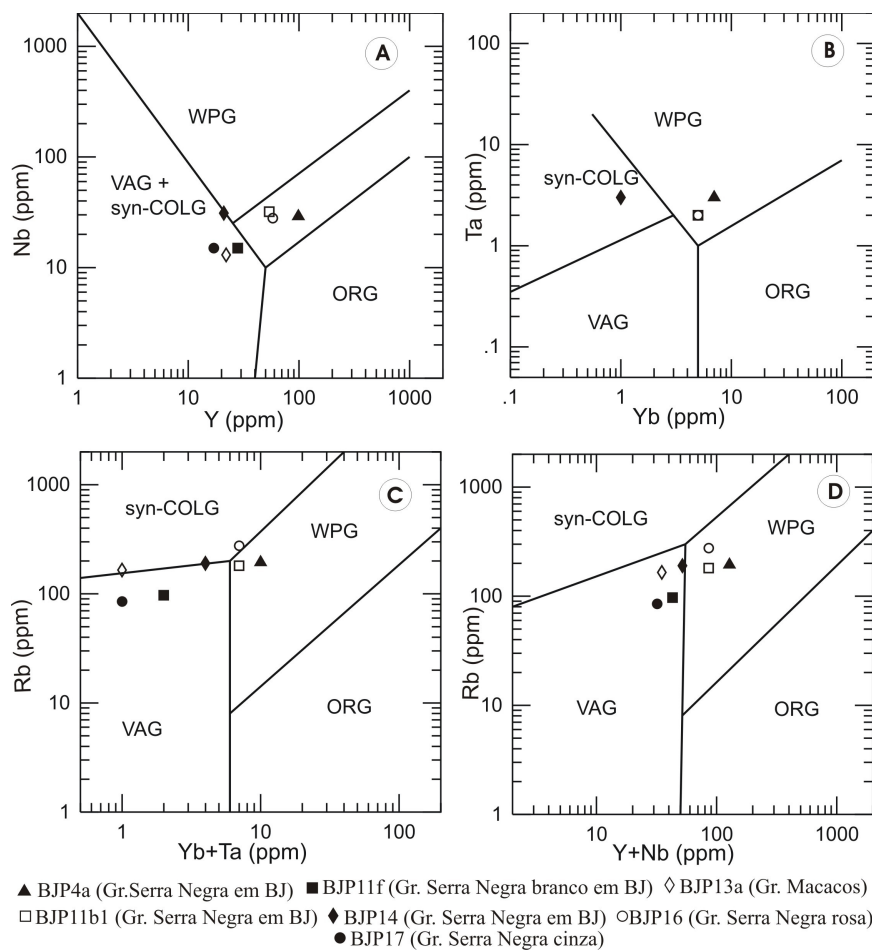 A
1000
WPG
100
VAG +
syn-COLG
10
ORG
1
1
10
100
1000
Nb (ppm)
Y (ppm)
B
100
WPG
10
syn-COLG
1
VAG
ORG
.1
.1
1
10
100
Ta (ppm)
Yb (ppm)
C
1000
syn-COLG
WPG
100
10
VAG
ORG
1
1
10
100
Rb (ppm)
Yb+Ta (ppm)
D
1000
syn-COLG
WPG
100
10
VAG
ORG
1
10
100
1000
Rb (ppm)
Y+Nb (ppm)
BJP4a (Gr.Serra Negra em BJ) BJP11f (Gr. Serra Negra branco em BJ) BJP13a (Gr. Macacos)
BJP11b1 (Gr. Serra Negra em BJ) BJP14 (Gr. Serra Negra em BJ) BJP16 (Gr. Serra Negra rosa)
BJP17 (Gr. Serra Negra cinza)